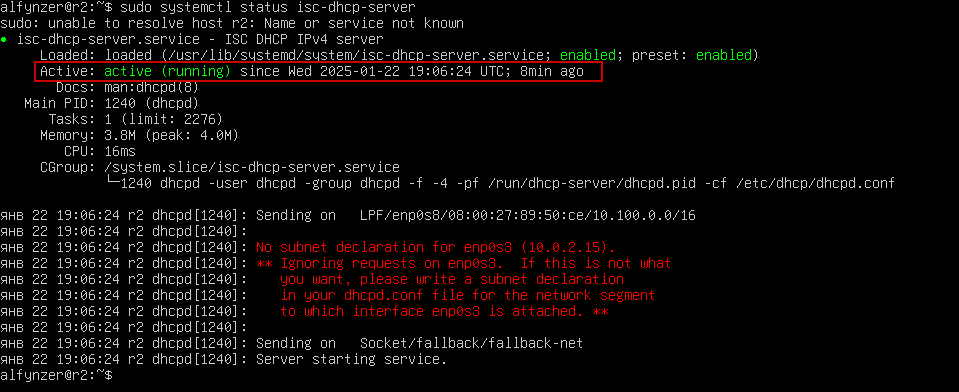 alfynzer@r2:~$ sudo systemctl status isc-dhcp-server
sudo: unable to resolve host r2: Name or service not known
● isc-dhcp-server.service - ISC DHCP IPv4 server
     Loaded: loaded (/usr/lib/systemd/system/isc-dhcp-server.service; enabled; preset: enabled)
     Active: active (running) since Wed 2025-01-22 19:06:24 UTC; 8min ago
       Docs: man:dhcpd(8)
   Main PID: 1240 (dhcpd)
      Tasks: 1 (limit: 2276)
     Memory: 3.8M (peak: 4.0M)
        CPU: 16ms
     CGroup: /system.slice/isc-dhcp-server.service
             └─1240 dhcpd -user dhcpd -group dhcpd -f -4 -pf /run/dhcp-server/dhcpd.pid -cf /etc/dhcp/dhcpd.conf
янв 22 19:06:24 r2 dhcpd[1240]: Sending on   LPF/enp0s8/08:00:27:89:50:ce/10.100.0.0/16
янв 22 19:06:24 r2 dhcpd[1240]:
янв 22 19:06:24 r2 dhcpd[1240]: No subnet declaration for enp0s3 (10.0.2.15).
янв 22 19:06:24 r2 dhcpd[1240]: ** Ignoring requests on enp0s3.  If this is not what
янв 22 19:06:24 r2 dhcpd[1240]:    you want, please write a subnet declaration
янв 22 19:06:24 r2 dhcpd[1240]:    in your dhcpd.conf file for the network segment
янв 22 19:06:24 r2 dhcpd[1240]:    to which interface enp0s3 is attached. **
янв 22 19:06:24 r2 dhcpd[1240]:
янв 22 19:06:24 r2 dhcpd[1240]: Sending on   Socket/fallback/fallback-net
янв 22 19:06:24 r2 dhcpd[1240]: Server starting service.
alfynzer@r2:~$